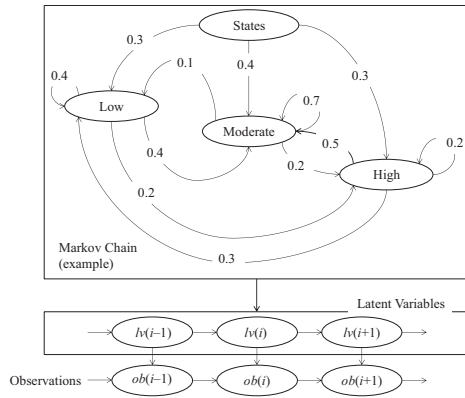 States
0.3
0.4
0.3
0.4
0.1
Low
0.7
Moderate
0.5
0.2
0.4
0.2
0.2
High
0.3
Markov Chain
(example)
Latent Variables
lv(i–1)
lv(i)
lv(i+1)
Observations
ob(i–1)
ob(i)
ob(i+1)